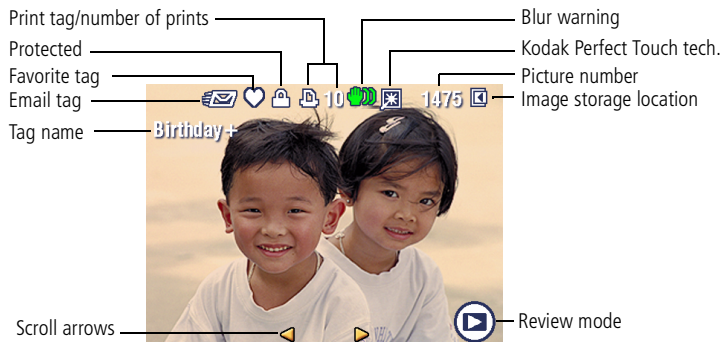 Print tag/number of prints
Protected
Favorite tag
Email tag
Tag name
Scroll arrows
10
1475
Birthday+
Blur warning
Kodak Perfect Touch tech.
Picture number
Image storage location
Review mode